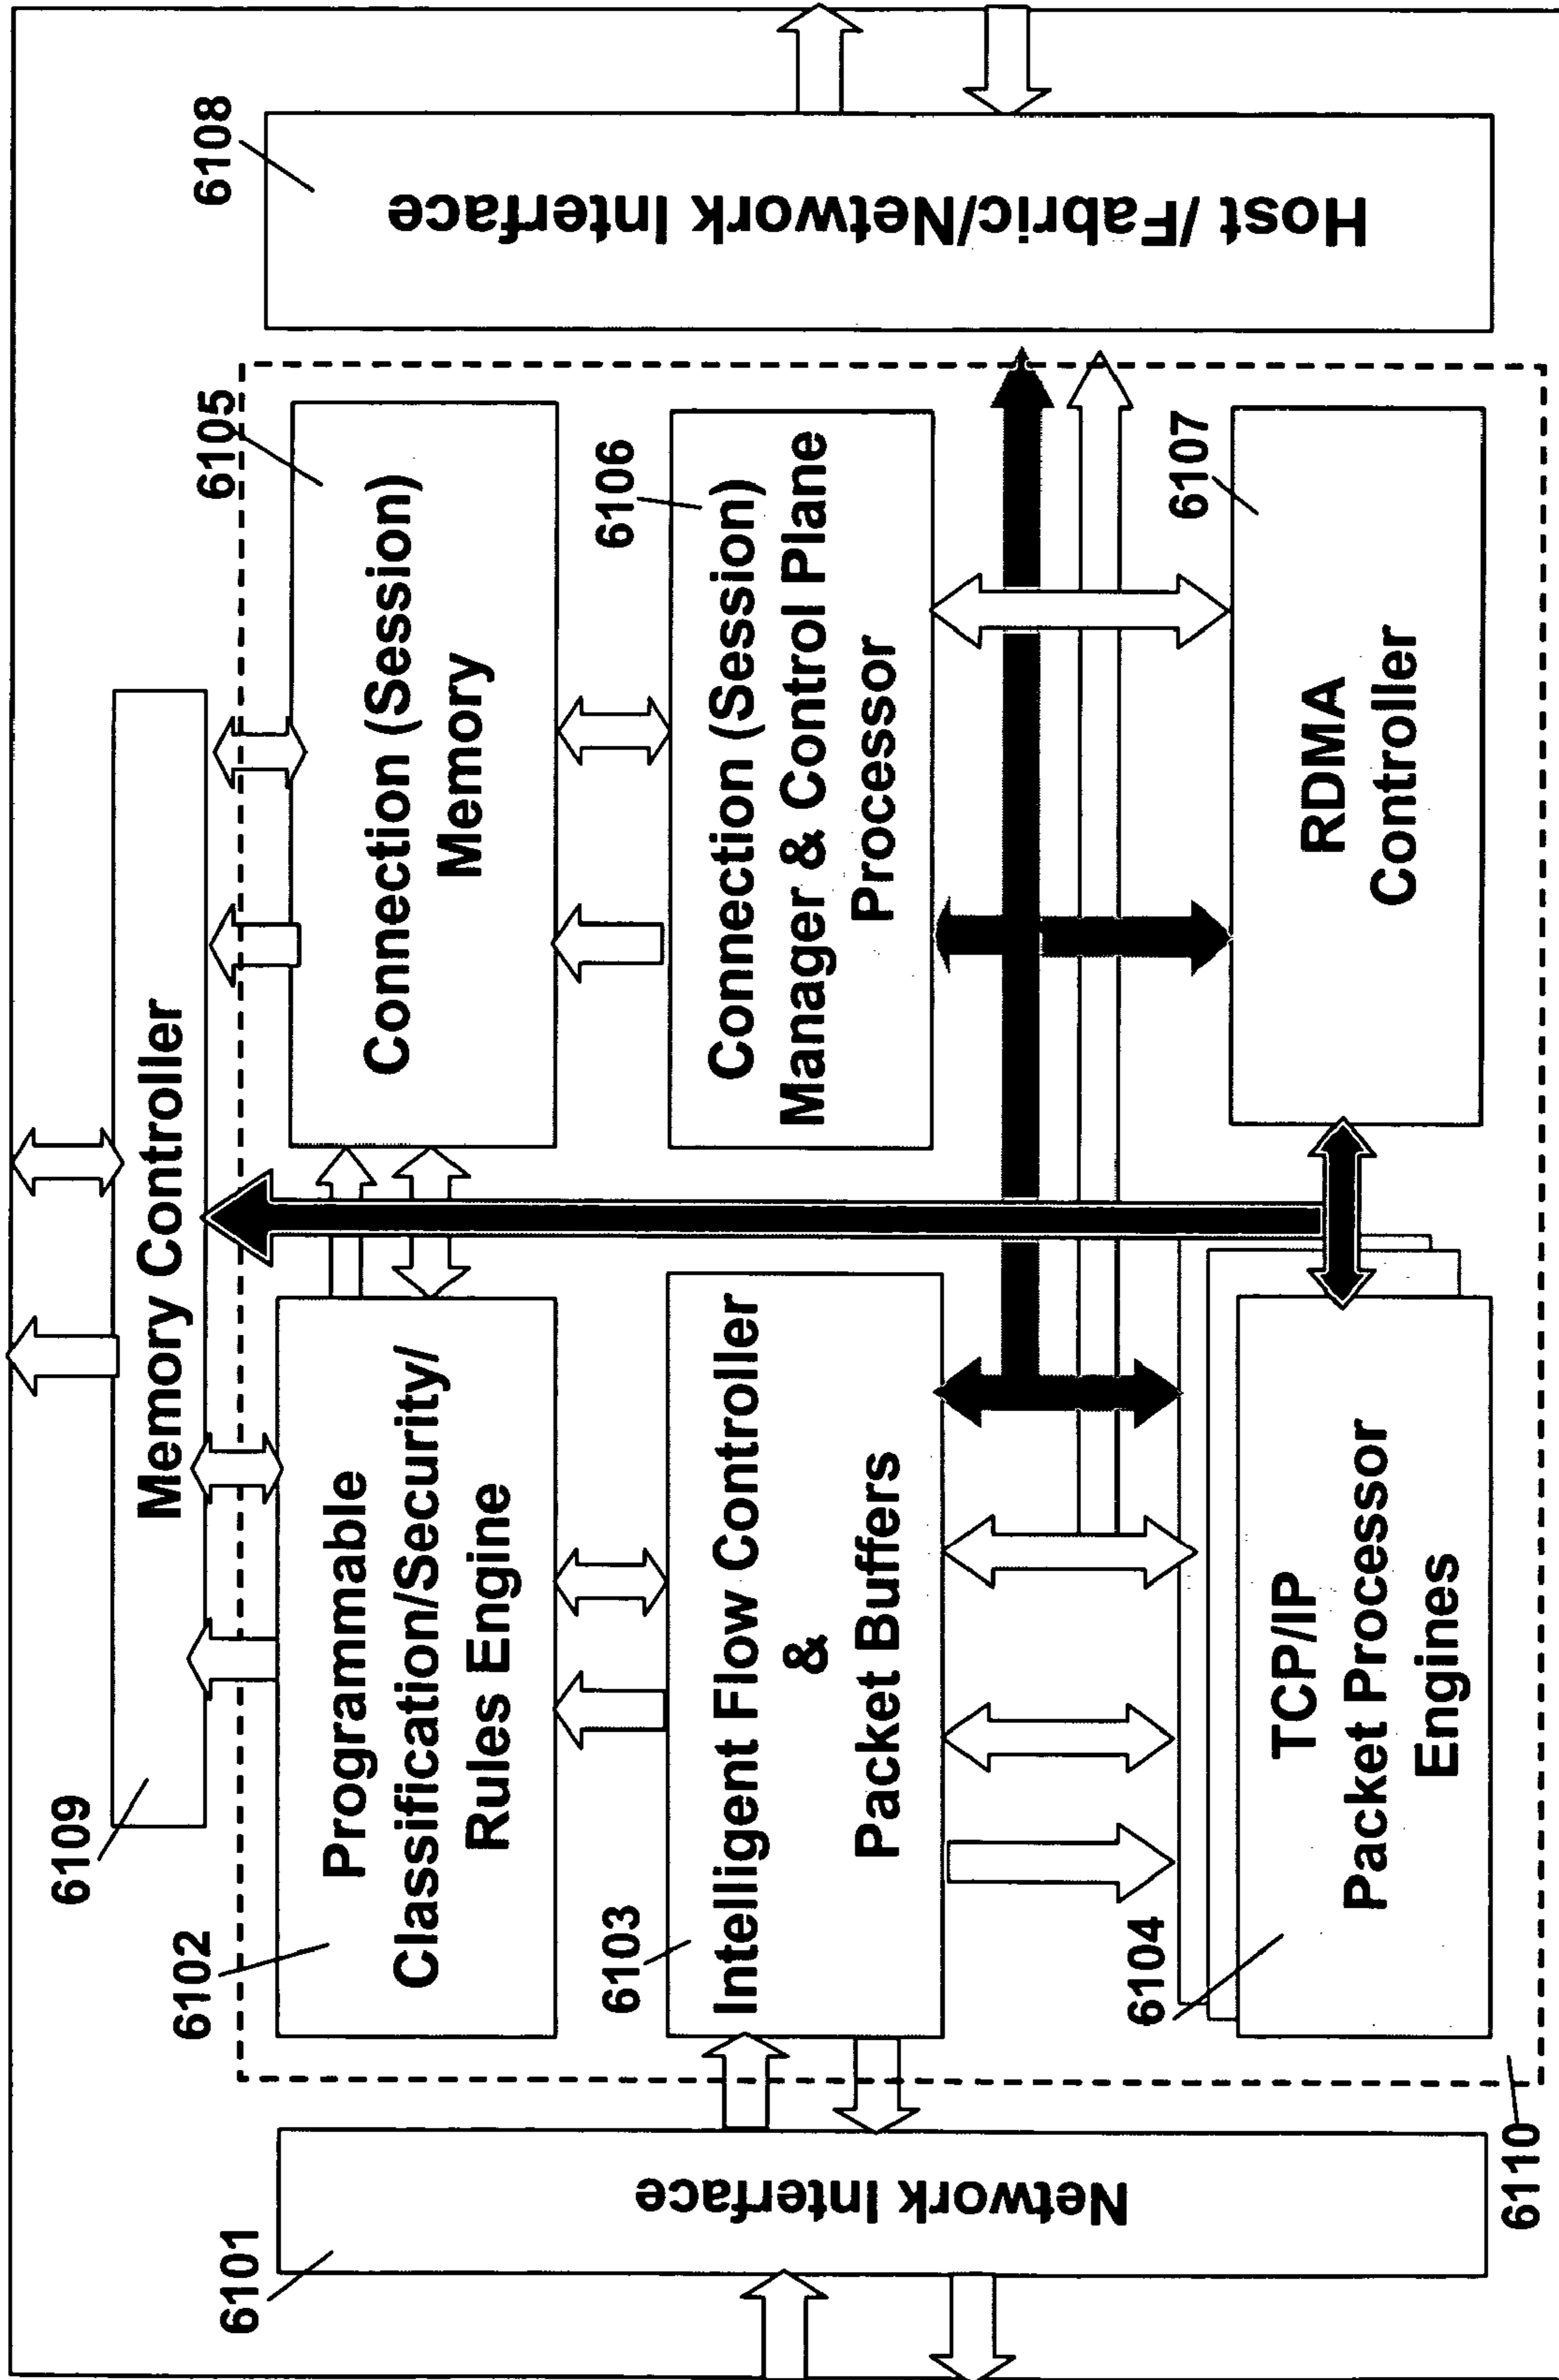 6109
Memory Controller
6101
Network Interface
6102
Programmable
Classification/Security/
Rules Engine
6105
Connection (Session)
Memory
6108
Host /Fabric/Network Interface
6103
Intelligent Flow Controller
&
Packet Buffers
6106
Connection (Session)
Manager & Control Plane
Processor
6104
TCP/IP
Packet Processor
Engines
6107
RDMA
Controller
6110